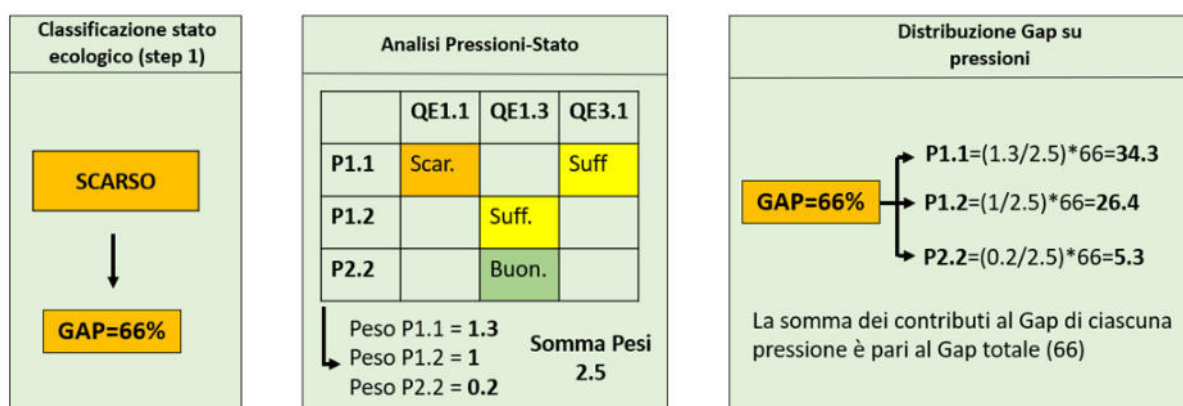 Classificazione stato
ecologico (step 1)
SCARSO
GAP=66%
Analisi Pressioni-Stato
QE1.1 QE1.3 QE3.1
P1.1 Scar. Suff
P1.2 Suff.
P2.2 Buon.
Peso P1.1 = 1.3
Peso P1.2 = 1
Peso P2.2 = 0.2
Somma Pesi
2.5
Distribuzione Gap su
pressioni
GAP=66%
P1.1=(1.3/2.5)*66=34.3
P1.2=(1/2.5)*66=26.4
P2.2=(0.2/2.5)*66=5.3
La somma dei contributi al Gap di ciascuna
pressione è pari al Gap totale (66)